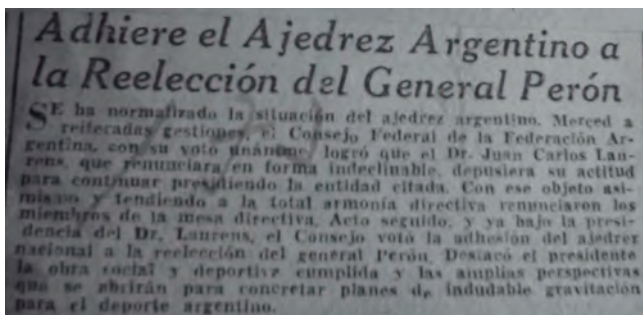 Adhiere el Ajedrez Argentino a
la Reelección del General Perón
SE ha normalizado la situación del ajedrez argentino. Merced a
reiteradas gestiones, el Consejo Federal de la Federación Ar-
gentina, con su voto unánime, logró que el Dr. Juan Carlos Lau-
rens, que renunciara en forma indeclinable, depusiera su actitud
para continuar presidiendo la entidad citada. Con ese objeto asi-
mismo y tendiendo a la total armonía directiva renunciaron los
miembros de la mesa directiva. Acto seguido, y ya bajo la presi-
dencia del Dr. Laurens, el Consejo votó la adhesión del ajedrez
nacional a la reelección del general Perón. Destacó el presidente
la obra social y deportiva cumplida y las amplias perspectivas
que se abrirán para concretar planes de indudable gravitación
para el deporte argentino.